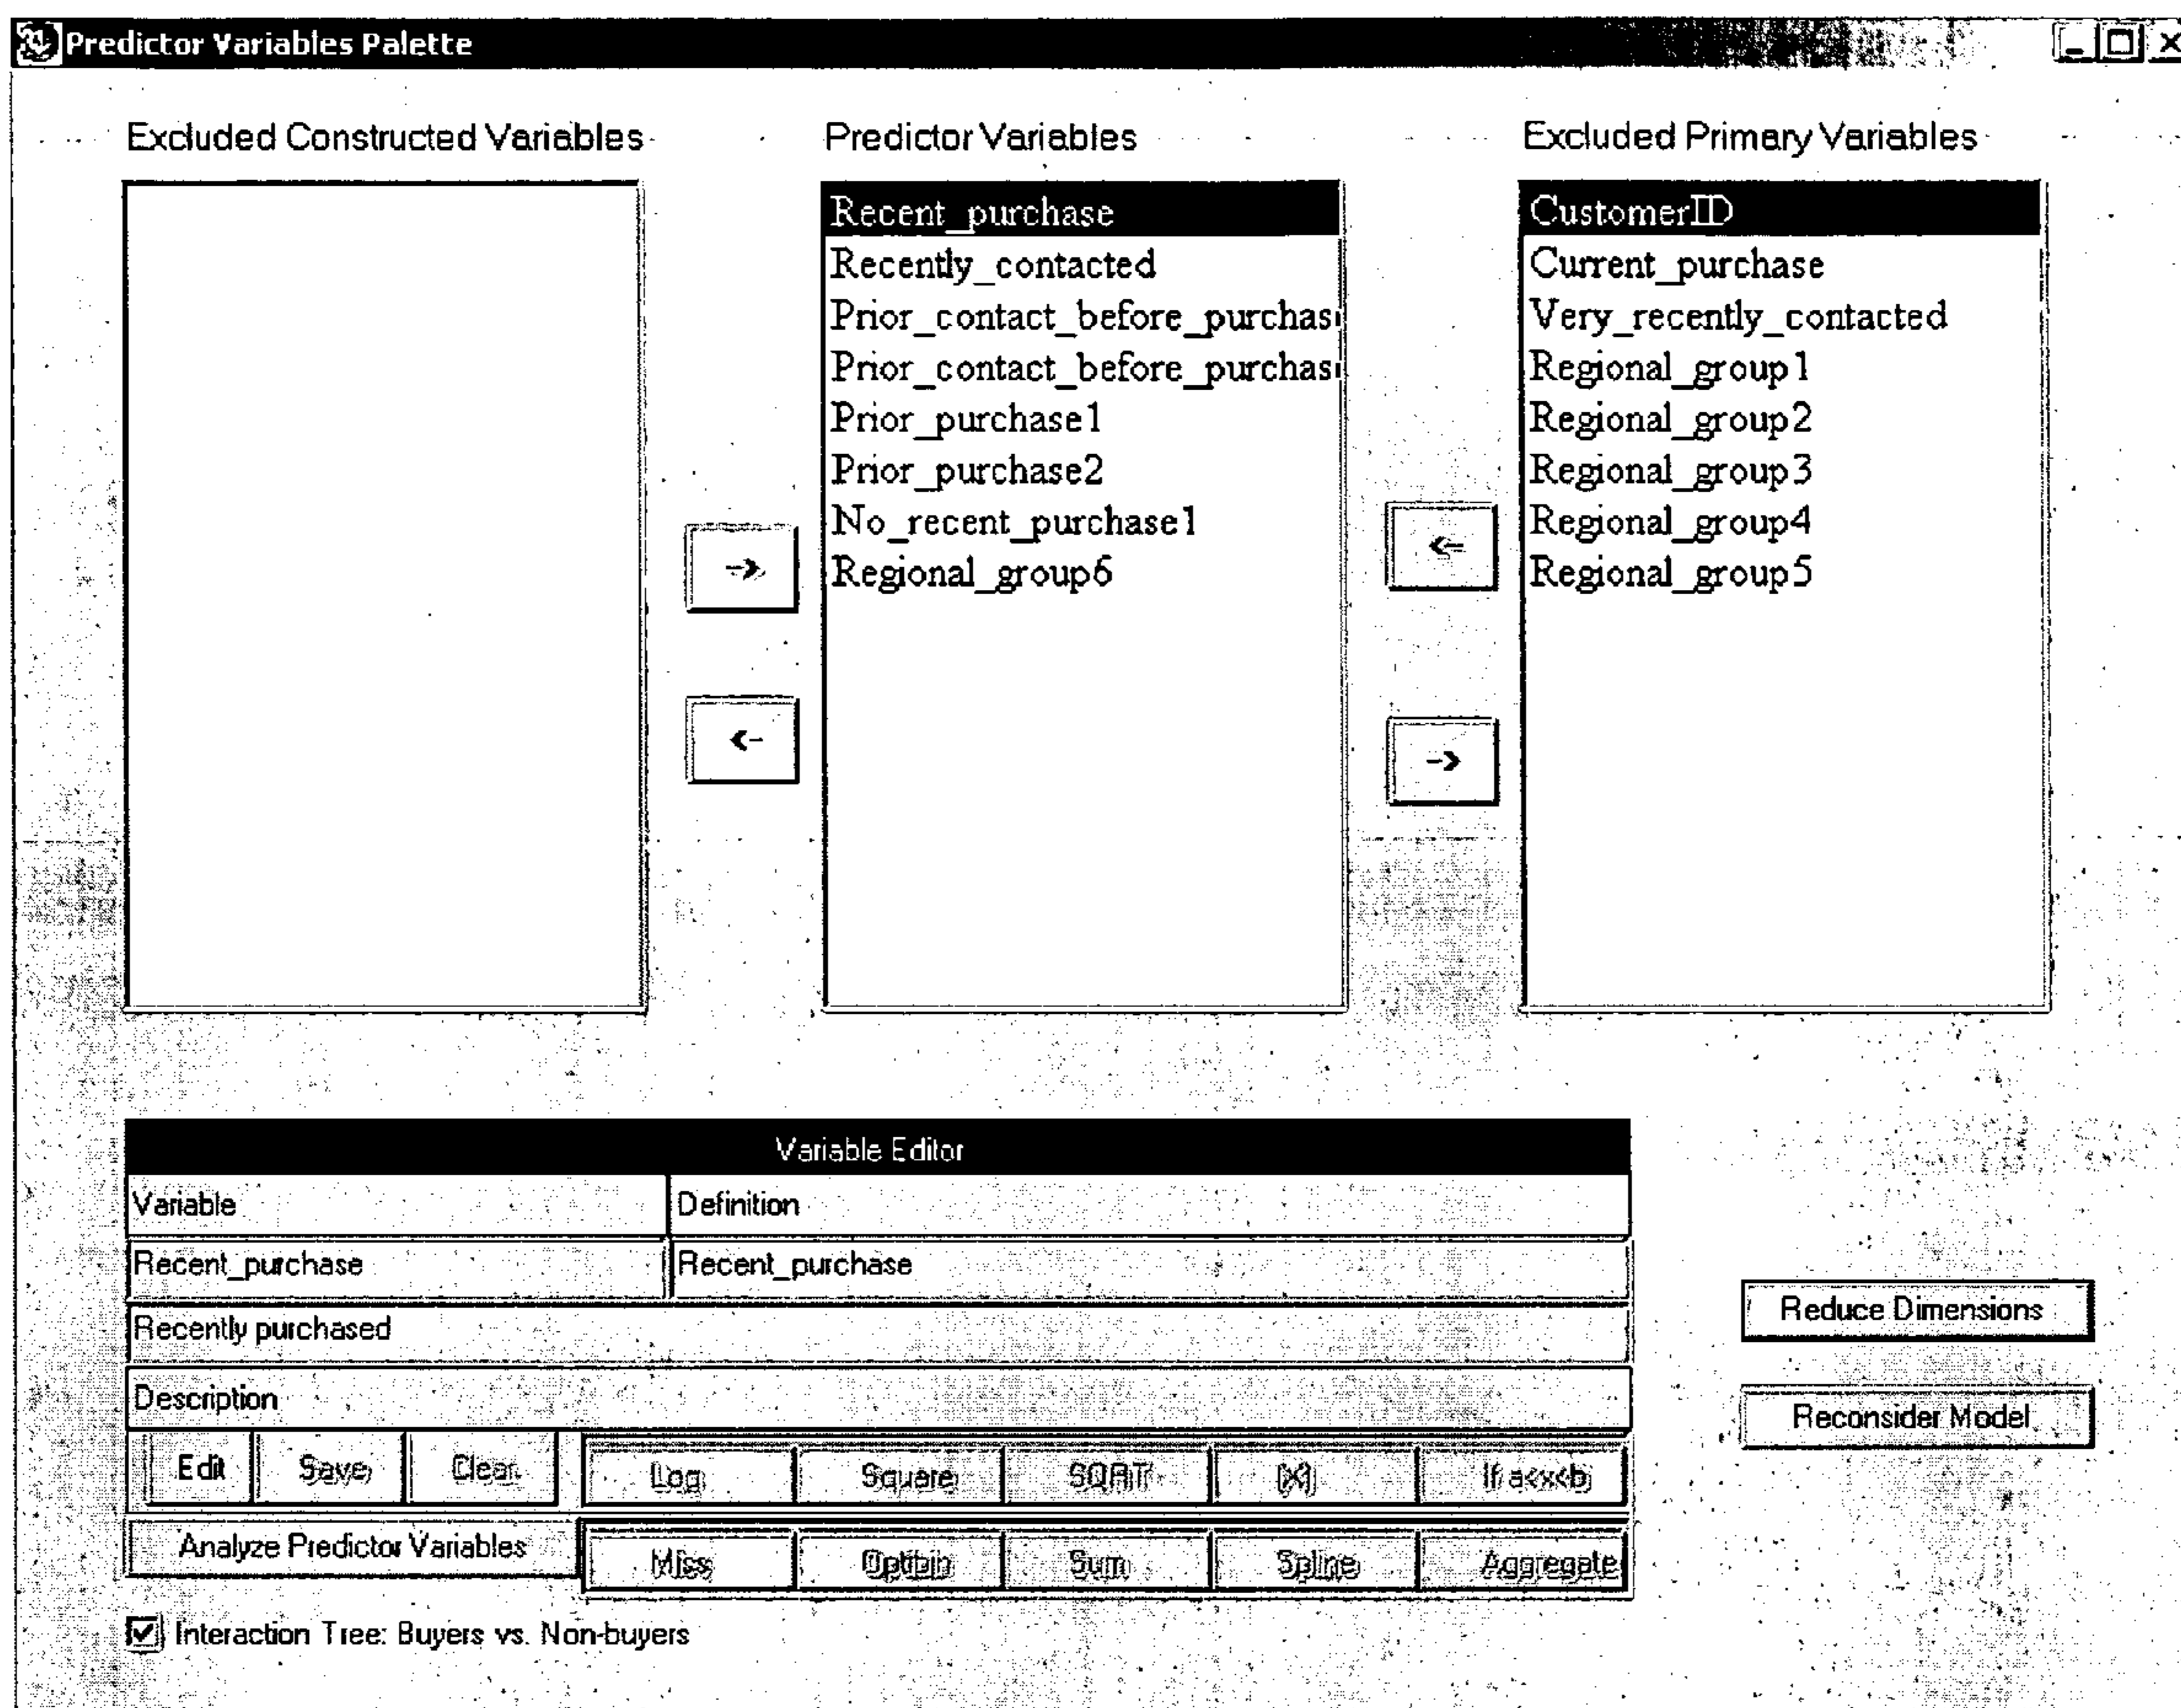 Predictor Variables Palette
Excluded Constructed Variables
Predictor Variables
Excluded Primary Variables
Recent_purchase
Recently_contacted
Prior_contact_before_purchas
Prior_contact_before_purchas
Prior_purchase1
Prior_purchase2
No_recent_purchase1
Regional_group6
CustomerID
Current_purchase
Very_recently_contacted
Regional_group1
Regional_group2
Regional_group3
Regional_group4
Regional_group5
->
<-
<-
->
Variable Editor
Variable Definition
Recent_purchase Recent_purchase
Recently purchased
Description
Edit Save Clear Log Square SQRT If a<x<b
Analyze Predictor Variables Miss Optibin Sum Spline Aggregate
Interaction Tree: Buyers vs. Non-buyers
Reduce Dimensions
Reconsider Model